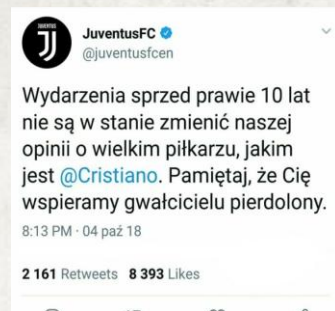 JUVENTUS
JuventusFC
@juventusfcen
Wydarzenia sprzed prawie 10 lat
nie są w stanie zmienić naszej
opinii o wielkim piłkarzu, jakim
jest @Cristiano. Pamiętaj, że Cię
wspieramy gwałcicielu pierdolony.
8:13 PM · 04 paź 18
2 161 Retweets 8 393 Likes